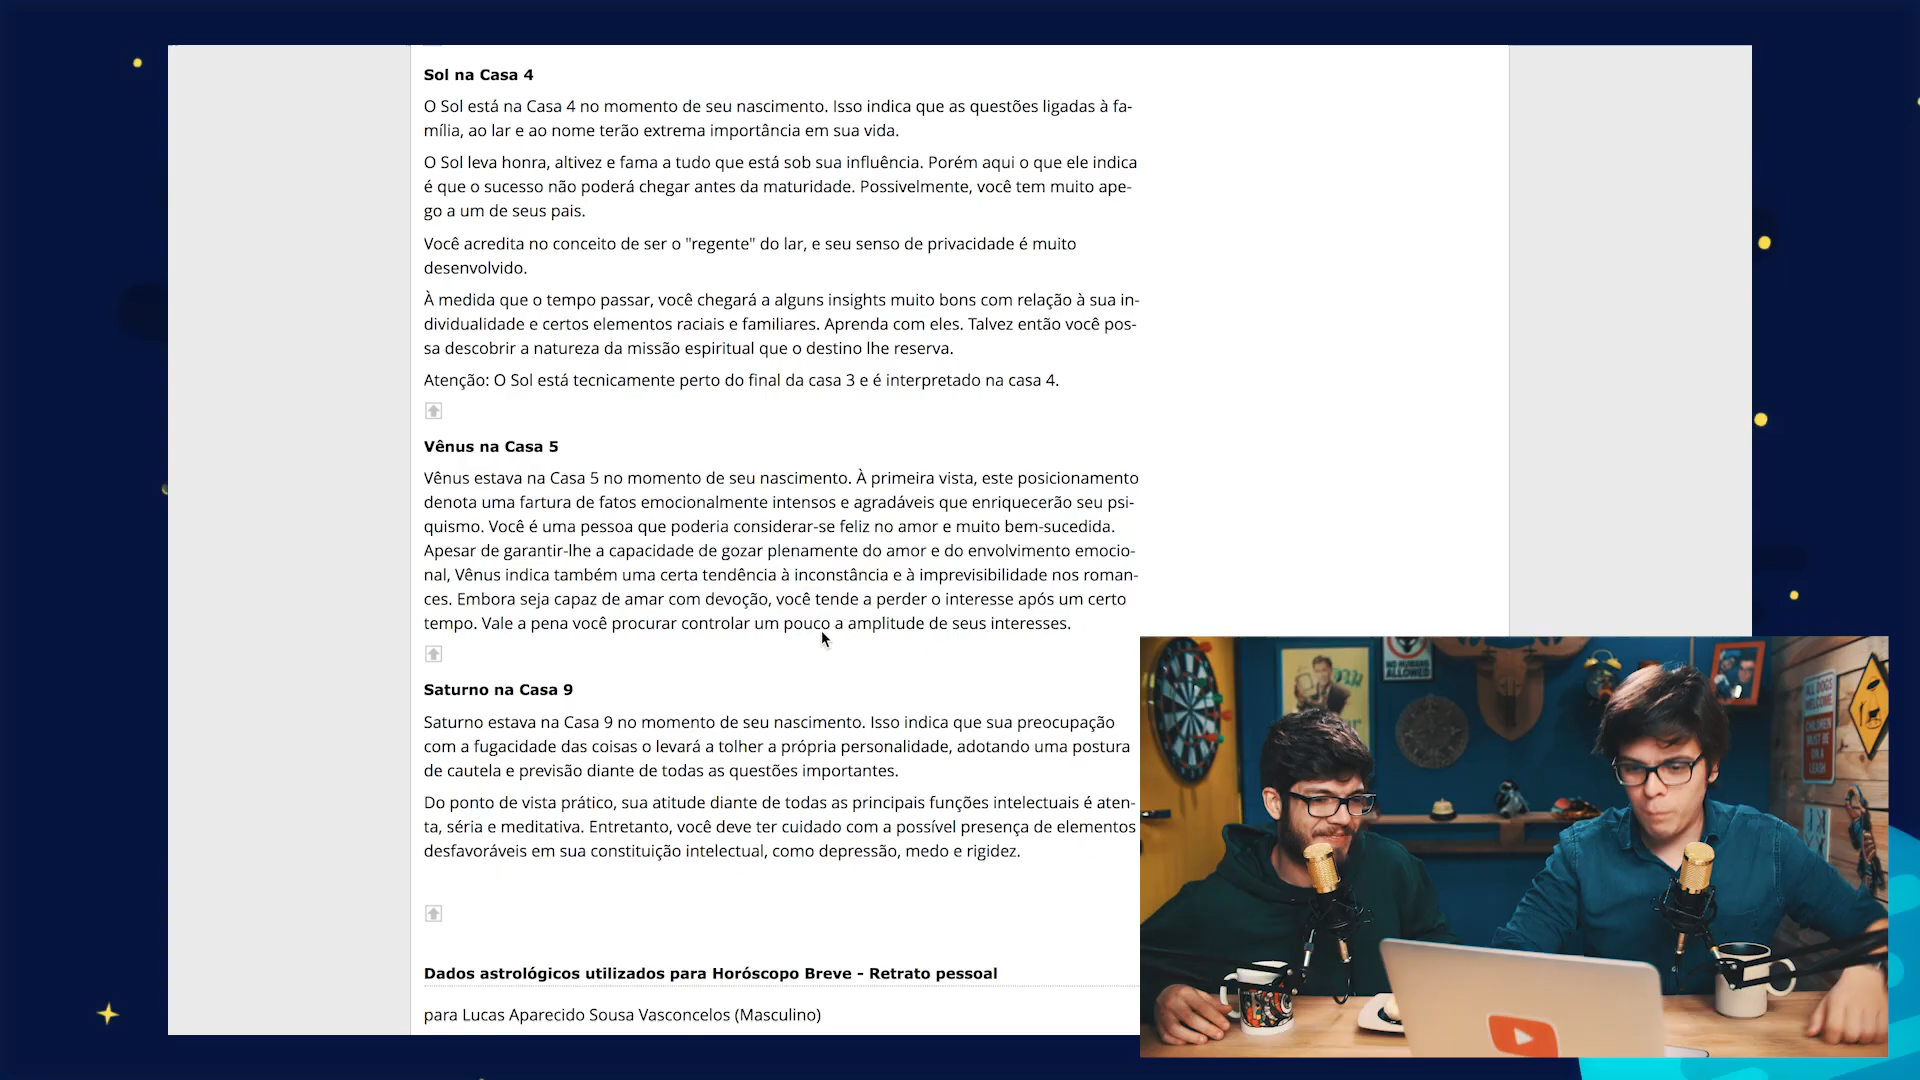 Sol na Casa 4
O Sol está na Casa 4 no momento de seu nascimento. Isso indica que as questões ligadas à fa-
mília, ao lar e ao nome terão extrema importância em sua vida.
O Sol leva honra, altivez e fama a tudo que está sob sua influência. Porém aqui o que ele indica
é que o sucesso não poderá chegar antes da maturidade. Possivelmente, você tem muito ape-
go a um de seus pais.
Você acredita no conceito de ser o "regente" do lar, e seu senso de privacidade é muito
desenvolvido.
À medida que o tempo passar, você chegará a alguns insights muito bons com relação à sua in-
dividualidade e certos elementos raciais e familiares. Aprenda com eles. Talvez então você pos-
sa descobrir a natureza da missão espiritual que o destino lhe reserva.
Atenção: O Sol está tecnicamente perto do final da casa 3 e é interpretado na casa 4.
Vênus na Casa 5
Vênus estava na Casa 5 no momento de seu nascimento. À primeira vista, este posicionamento
denota uma fartura de fatos emocionalmente intensos e agradáveis que enriquecerão seu psi-
quismo. Você é uma pessoa que poderia considerar-se feliz no amor e muito bem-sucedida.
Apesar de garantir-lhe a capacidade de gozar plenamente do amor e do envolvimento emocio-
nal, Vênus indica também uma certa tendência à inconstância e à imprevisibilidade nos roman-
ces. Embora seja capaz de amar com devoção, você tende a perder o interesse após um certo
tempo. Vale a pena você procurar controlar um pouco a amplitude de seus interesses.
Saturno na Casa 9
Saturno estava na Casa 9 no momento de seu nascimento. Isso indica que sua preocupação
com a fugacidade das coisas o levará a tolher a própria personalidade, adotando uma postura
de cautela e previsão diante de todas as questões importantes.
Do ponto de vista prático, sua atitude diante de todas as principais funções intelectuais é aten-
ta, séria e meditativa. Entretanto, você deve ter cuidado com a possível presença de elementos
desfavoráveis em sua constituição intelectual, como depressão, medo e rigidez.
Dados astrológicos utilizados para Horóscopo Breve - Retrato pessoal
para Lucas Aparecido Sousa Vasconcelos (Masculino)
NO HUMANS
ALLOWED
ALL DOGS
WELCOME
CHILDREN
MUST BE
ON A
LEASH